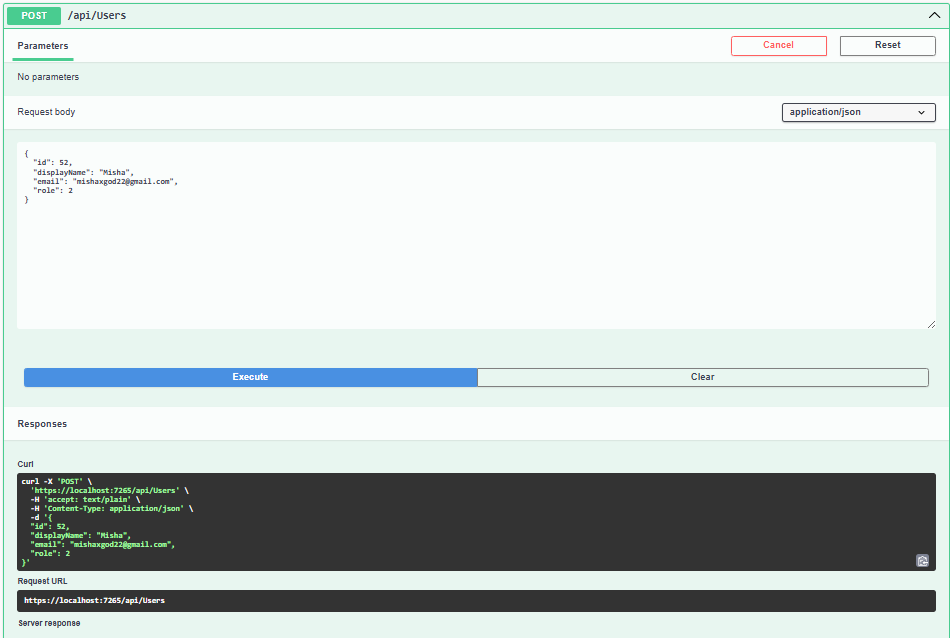 POST /api/Users
Parameters
Cancel
Reset
No parameters
Request body
application/json
{
  "id": 52,
  "displayName": "Misha",
  "email": "mishaxgod22@gmail.com",
  "role": 2
}
Execute
Clear
Responses
Curl
curl -X 'POST' \
  'https://localhost:7265/api/Users' \
  -H 'accept: text/plain' \
  -H 'Content-Type: application/json' \
  -d '{
  "id": 52,
  "displayName": "Misha",
  "email": "mishaxgod22@gmail.com",
  "role": 2
}'
Request URL
https://localhost:7265/api/Users
Server response